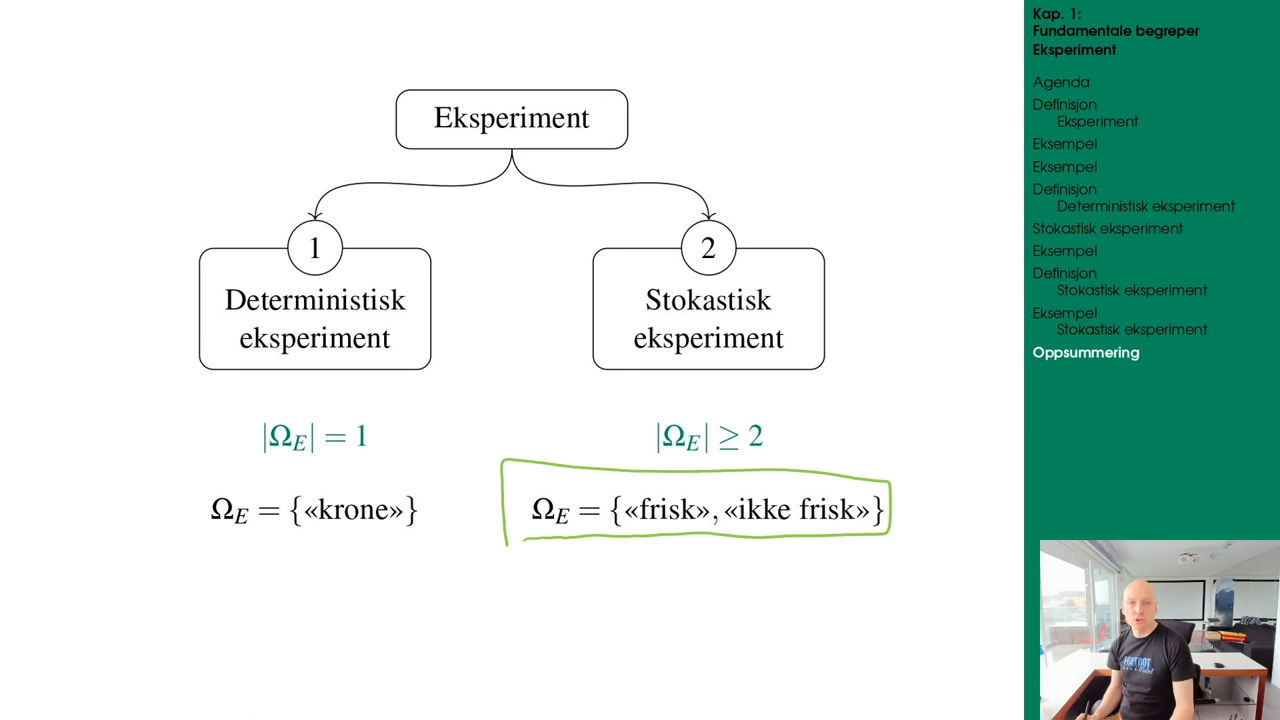 Eksperiment
1
2
Deterministisk
eksperiment
Stokastisk
eksperiment
|Ω_E| = 1
|Ω_E| ≥ 2
Ω_E = {«krone»}
Ω_E = {«frisk», «ikke frisk»}
Kap. 1:
Fundamentale begreper
Eksperiment
Agenda
Definisjon
Eksperiment
Eksempel
Eksempel
Definisjon
Deterministisk eksperiment
Stokastisk eksperiment
Eksempel
Definisjon
Stokastisk eksperiment
Eksempel
Stokastisk eksperiment
Oppsummering